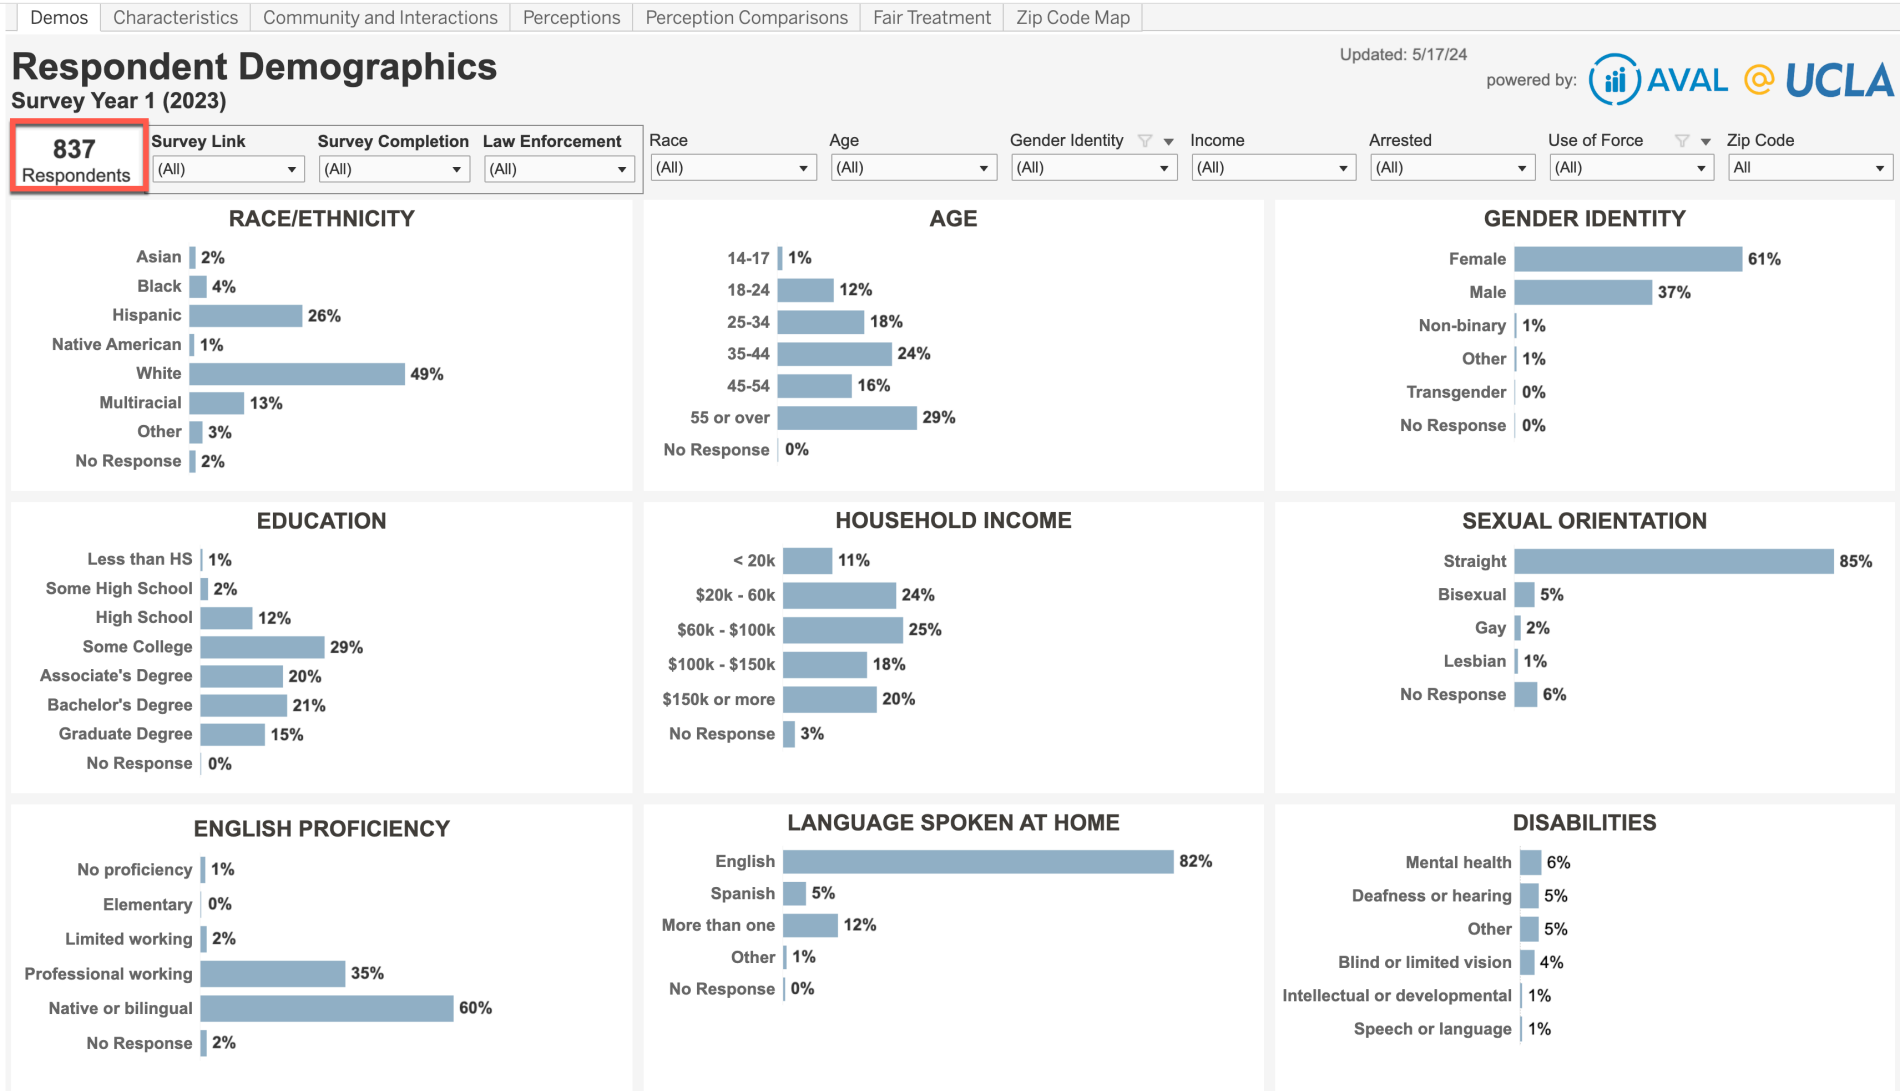 Demos Characteristics Community and Interactions Perceptions Perception Comparisons Fair Treatment Zip Code Map
Respondent Demographics
Survey Year 1 (2023)
Updated: 5/17/24
powered by: AVAL @ UCLA
837
Respondents
Survey Link Survey Completion Law Enforcement Race Age Gender Identity Income Arrested Use of Force Zip Code
(All) (All) (All) (All) (All) (All) (All) (All) (All) All
RACE/ETHNICITY
Asian 2%
Black 4%
Hispanic 26%
Native American 1%
White 49%
Multiracial 13%
Other 3%
No Response 2%
AGE
14-17 1%
18-24 12%
25-34 18%
35-44 24%
45-54 16%
55 or over 29%
No Response 0%
GENDER IDENTITY
Female 61%
Male 37%
Non-binary 1%
Other 1%
Transgender 0%
No Response 0%
EDUCATION
Less than HS 1%
Some High School 2%
High School 12%
Some College 29%
Associate's Degree 20%
Bachelor's Degree 21%
Graduate Degree 15%
No Response 0%
HOUSEHOLD INCOME
< 20k 11%
$20k - 60k 24%
$60k - $100k 25%
$100k - $150k 18%
$150k or more 20%
No Response 3%
SEXUAL ORIENTATION
Straight 85%
Bisexual 5%
Gay 2%
Lesbian 1%
No Response 6%
ENGLISH PROFICIENCY
No proficiency 1%
Elementary 0%
Limited working 2%
Professional working 35%
Native or bilingual 60%
No Response 2%
LANGUAGE SPOKEN AT HOME
English 82%
Spanish 5%
More than one 12%
Other 1%
No Response 0%
DISABILITIES
Mental health 6%
Deafness or hearing 5%
Other 5%
Blind or limited vision 4%
Intellectual or developmental 1%
Speech or language 1%